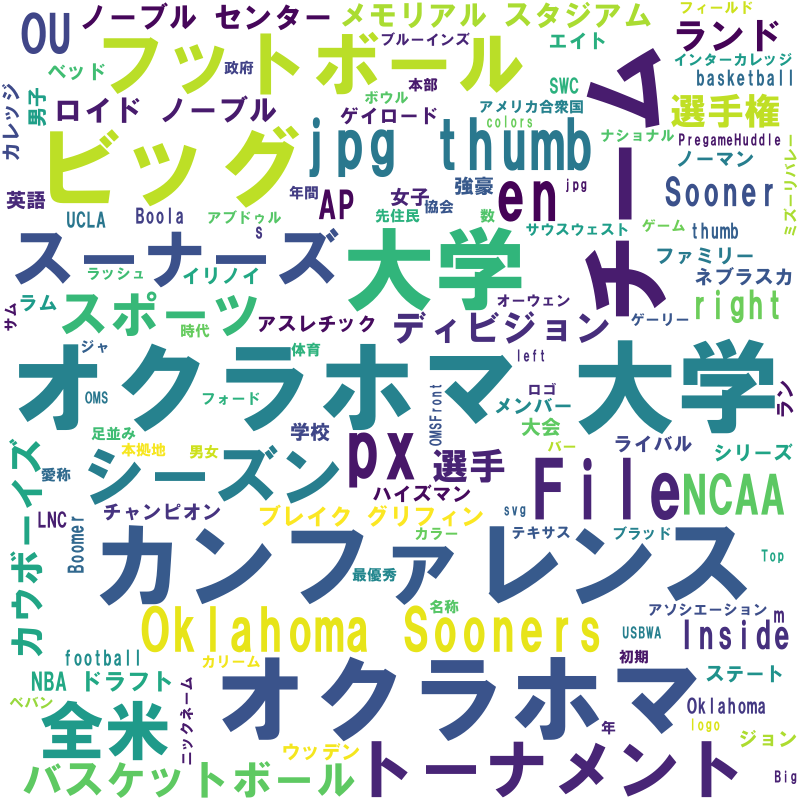 OU
ノーブル センター
メモリアル スタジアム
フィールド
ランド
ブルーインズ
エイト
フットボール
ベッド
政府
インターカレッジ
basketball
カレッジ
男子
ロイド ノーブル
本部
ボウル
SWC
チーム
選手権
ゲイロード
アメリカ合衆国
colors
ナショナル
PregameHuddle
ミズーリバレー
ビッグ
jpg thumb
ノーマン
英語
年間
AP
女子
強豪
en
jpg
Sooner
UCLA
Boola
アブドゥル
先住民
協会
数
サウスウェスト
ゲーム
thumb
s
スーナーズ
大学
ファミリー
ラッシュ
イリノイ
ネブラスカ
サム
ラム
スポーツ
時代
アスレチック
オーウェン
ディビジョン
ゲーリー
right
ジャ
体育
left
オクラホマ 大学
OMS
フォード
OMSFront
ロゴ
メンバー
ラン
足並み
学校
大会
本拠地
男女
px
選手
バー
ライバル
シリーズ
カウボーイズ
愛称
シーズン
ハイズマン
File
NCAA
LNC
チャンピオン
ブレイク グリフィン
svg
Boomer
カラー
テキサス
ブラッド
カンファレンス
Top
最優秀
名称
アソシエーション
m
Oklahoma Sooners
USBWA
Inside
football
カリーム
初期
NBA ドラフト
ステート
ベバン
ニックネーム
オクラホマ
Oklahoma
全米
年
logo
ウッデン
ジョン
バスケットボール
トーナメント
Big